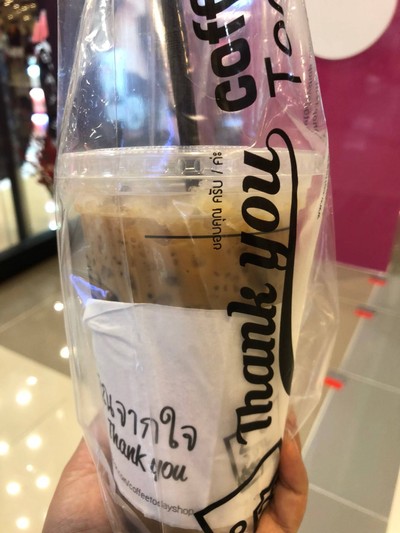 coffe
To
Thank you
ขอบคุณ ครับ / ค่ะ
นจากใจ
Thank you
/coffeetodayshop